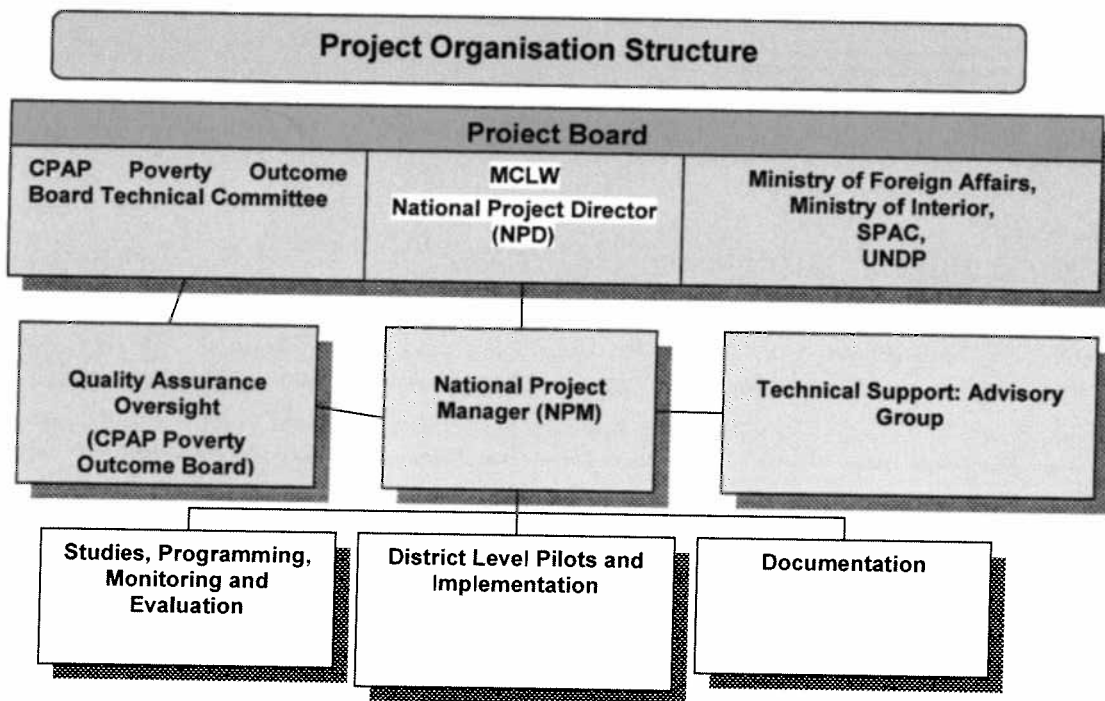 Project Organisation Structure
Project Board
CPAP Poverty Outcome
Board Technical Committee
MCLW
National Project Director
(NPD)
Ministry of Foreign Affairs,
Ministry of Interior,
SPAC,
UNDP
Quality Assurance
Oversight
(CPAP Poverty
Outcome Board)
National Project
Manager (NPM)
Technical Support: Advisory
Group
Studies, Programming,
Monitoring and
Evaluation
District Level Pilots and
Implementation
Documentation